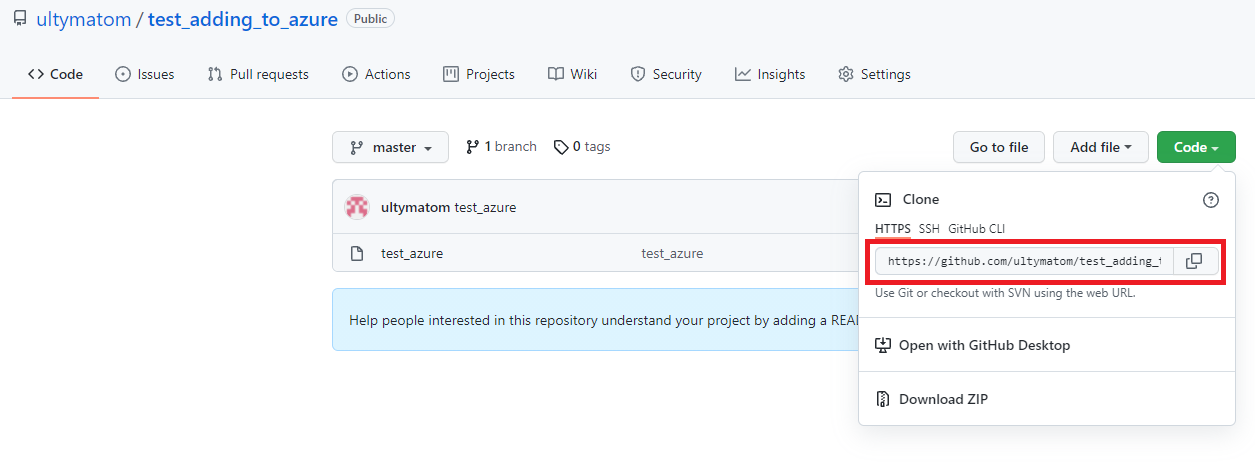 ultymatom / test_adding_to_azure Public
Code Issues Pull requests Actions Projects Wiki Security Insights Settings
master 1 branch 0 tags Go to file Add file Code
ultymatom test_azure
test_azure test_azure
Help people interested in this repository understand your project by adding a
Clone
HTTPS SSH GitHub CLI
https://github.com/ultymatom/test_adding_
Use Git or checkout with SVN using the web URL.
Open with GitHub Desktop
Download ZIP